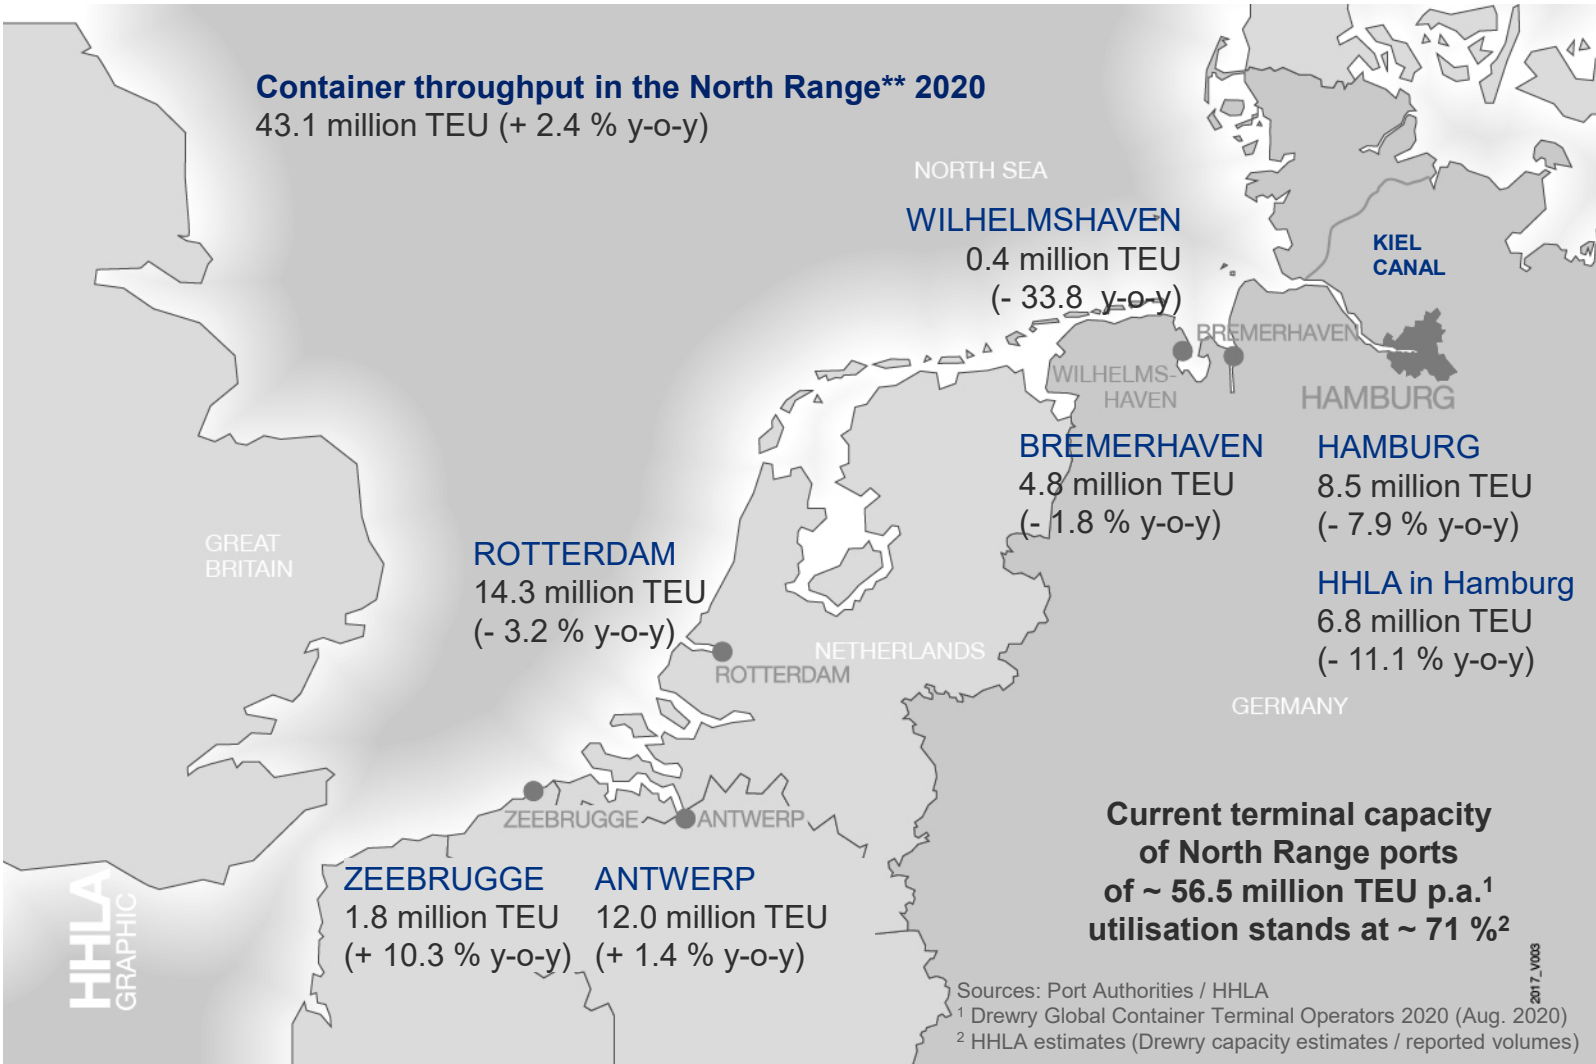 Container throughput in the North Range** 2020
43.1 million TEU (+ 2.4 % y-o-y)
NORTH SEA
WILHELMSHAVEN
0.4 million TEU
(- 33.8  y-o-y)
KIEL
CANAL
BREMERHAVEN
WILHELMS-
HAVEN
HAMBURG
BREMERHAVEN
4.8 million TEU
(- 1.8 % y-o-y)
HAMBURG
8.5 million TEU
(- 7.9 % y-o-y)
HHLA in Hamburg
6.8 million TEU
(- 11.1 % y-o-y)
GREAT
BRITAIN
ROTTERDAM
14.3 million TEU
(- 3.2 % y-o-y)
NETHERLANDS
ROTTERDAM
GERMANY
ZEEBRUGGE
ANTWERP
ZEEBRUGGE
1.8 million TEU
(+ 10.3 % y-o-y)
ANTWERP
12.0 million TEU
(+ 1.4 % y-o-y)
Current terminal capacity
of North Range ports
of ~ 56.5 million TEU p.a.¹
utilisation stands at ~ 71 %²
HHLA
GRAPHIC
2017_V003
Sources: Port Authorities / HHLA
¹ Drewry Global Container Terminal Operators 2020 (Aug. 2020)
² HHLA estimates (Drewry capacity estimates / reported volumes)